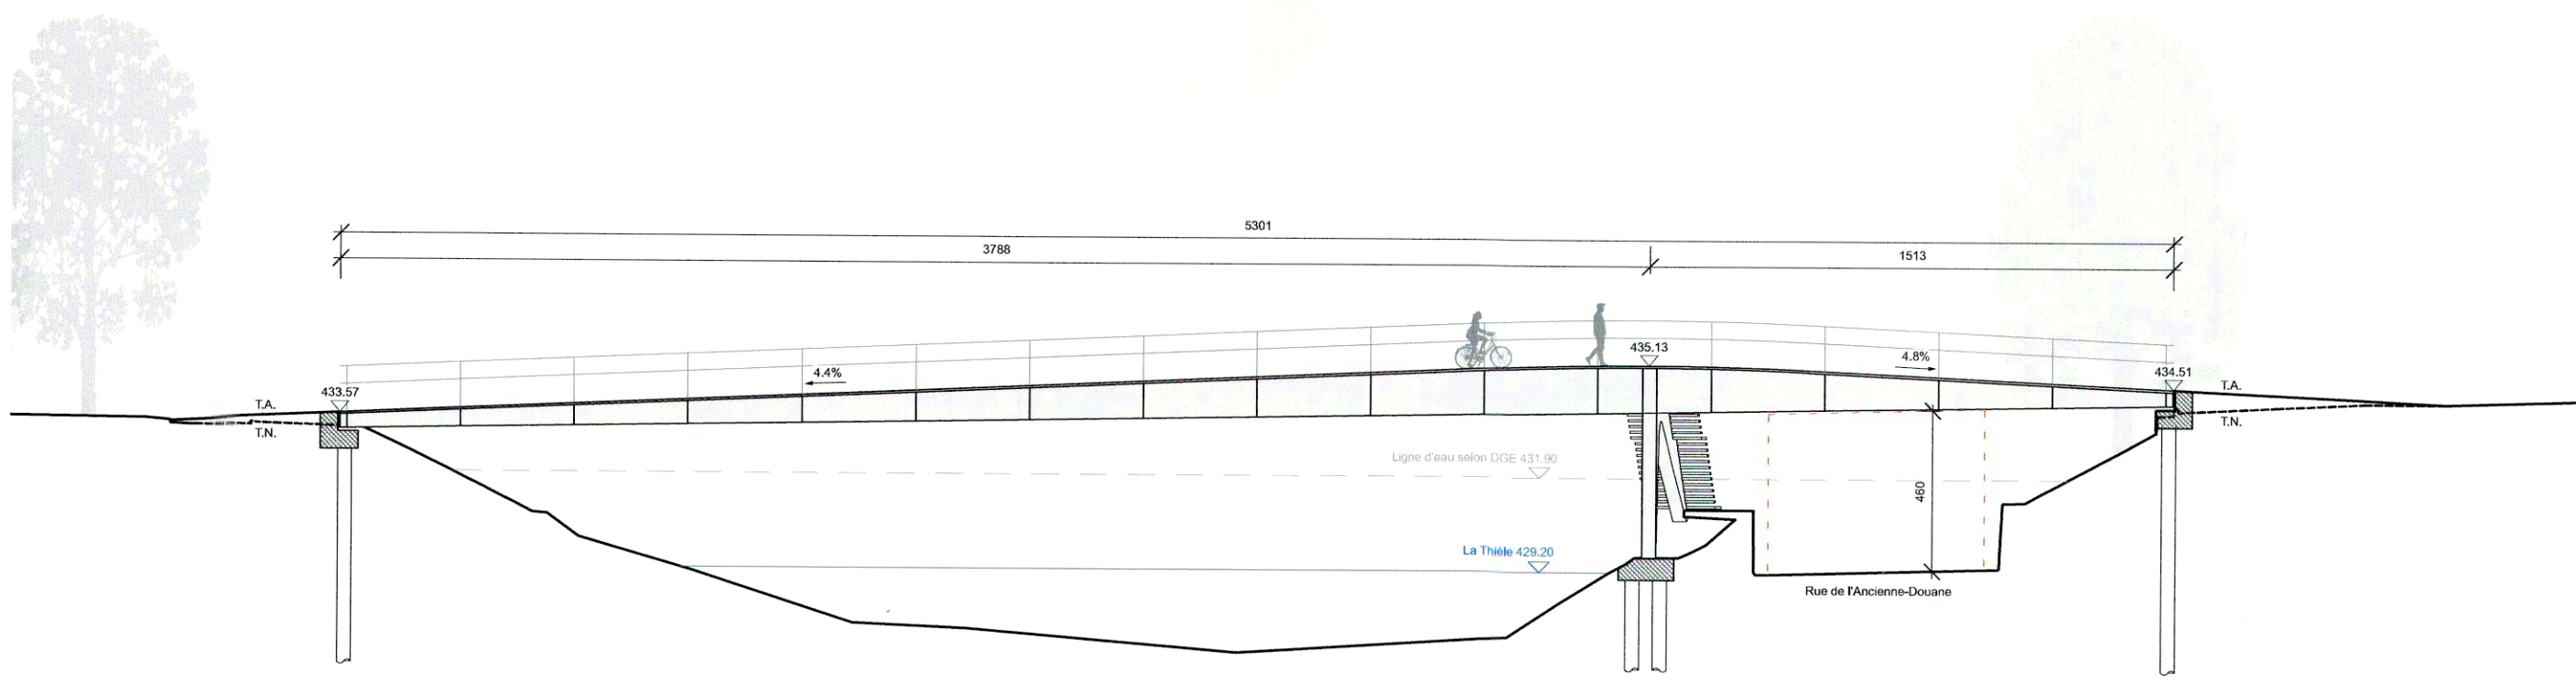 5301
3788
1513
435.13
4.4%
4.8%
433.57
434.51
T.A.
T.A.
T.N.
T.N.
Ligne d'eau selon DGE 431.90
460
La Thièle 429.20
Rue de l'Ancienne-Douane